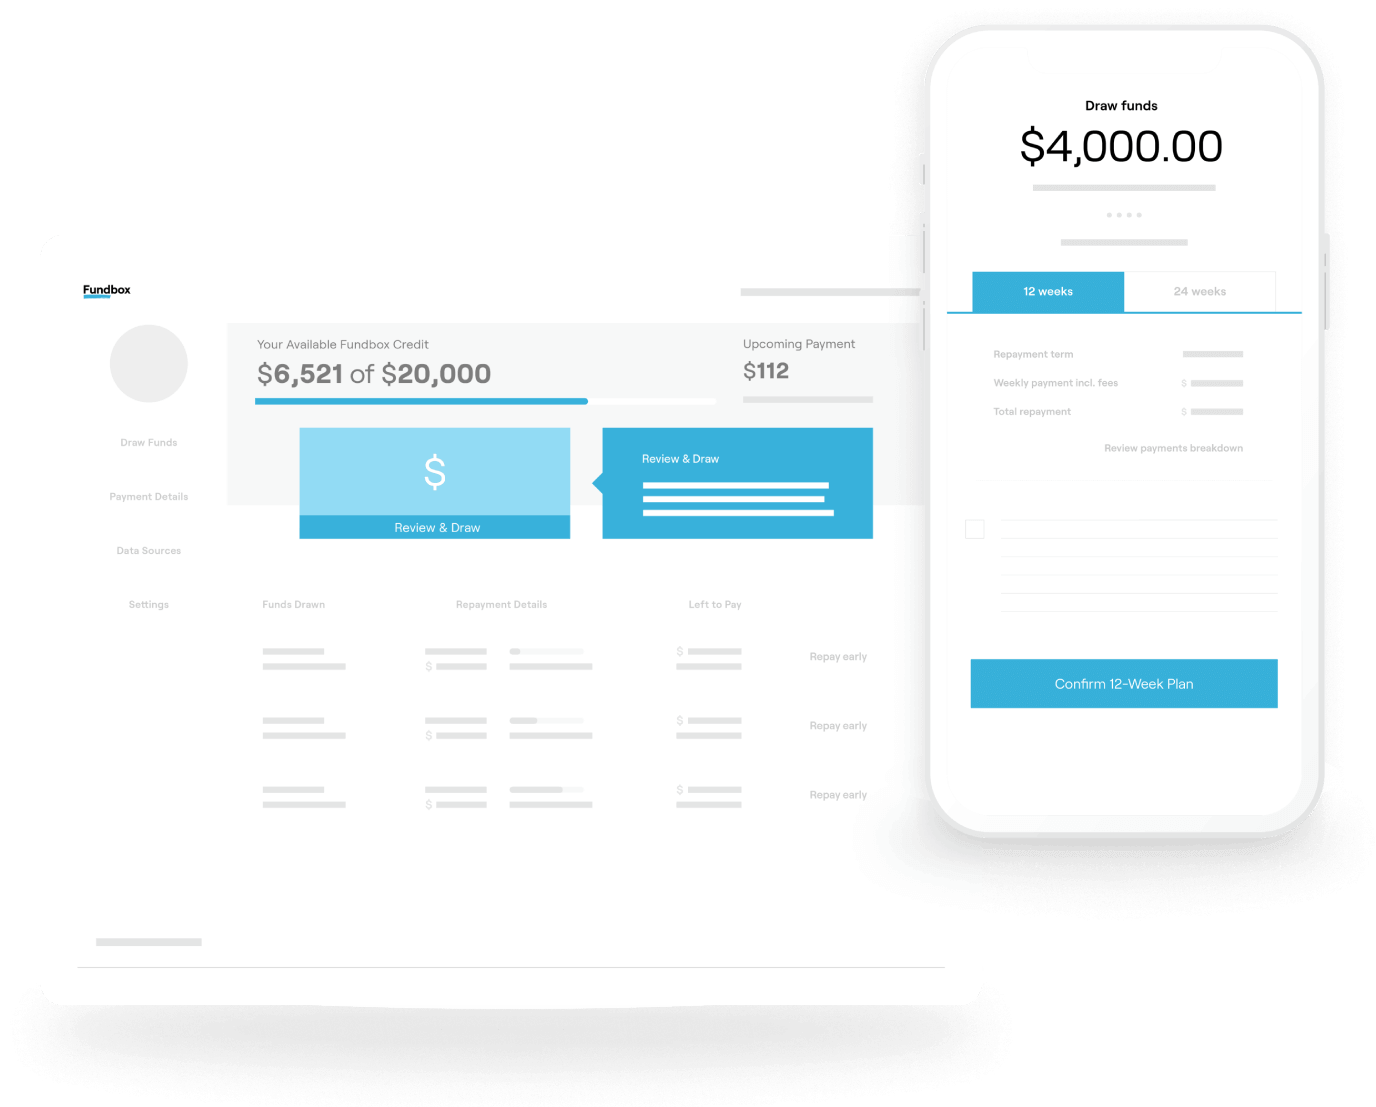 Fundbox
Your Available Fundbox Credit
$6,521 of $20,000
Upcoming Payment
$112
$
Review & Draw
Review & Draw
Draw Funds
Payment Details
Data Sources
Settings
Funds Drawn
Repayment Details
Left to Pay
$
$
Repay early
$
$
Repay early
$
$
Repay early
Draw funds
$4,000.00
12 weeks
24 weeks
Repayment term
Weekly payment incl. fees
$
Total repayment
$
Review payments breakdown
Confirm 12-Week Plan